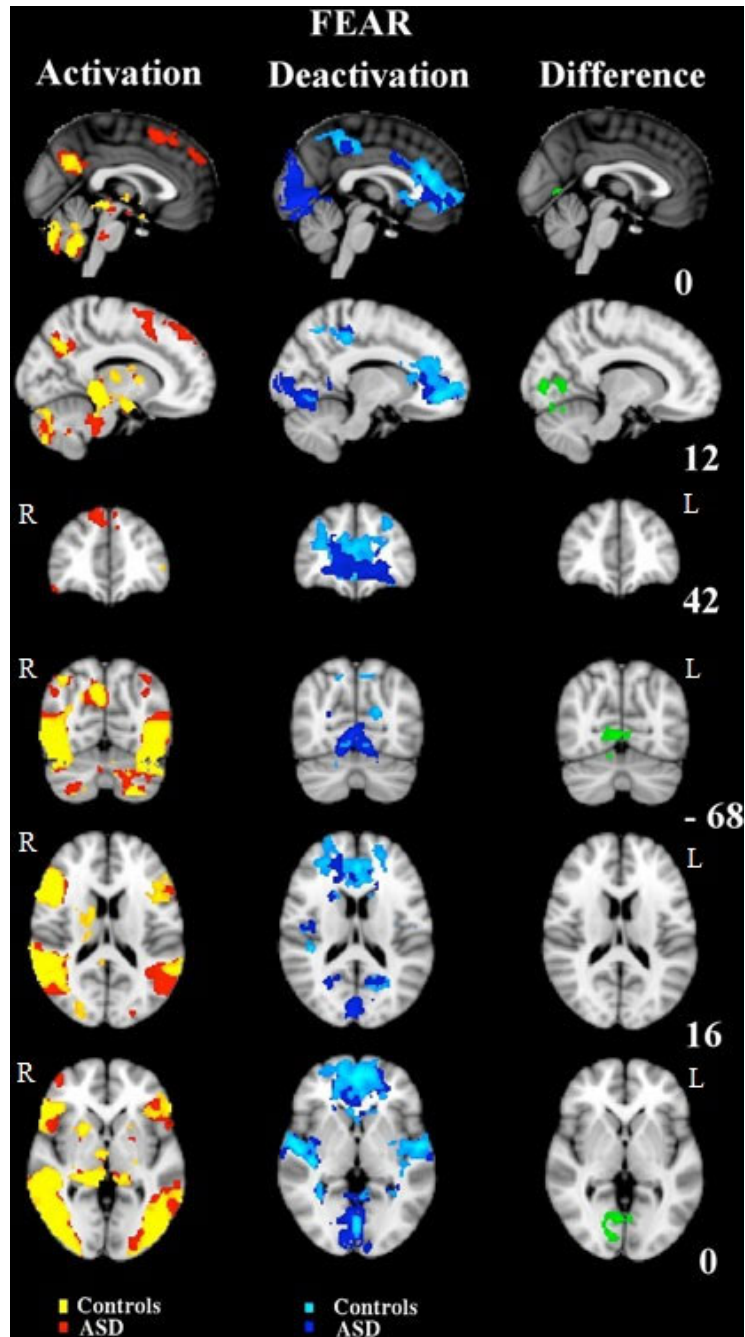 FEAR
Activation Deactivation Difference
0
12
R L
42
R L
- 68
R L
16
R L
0
Controls Controls
ASD ASD